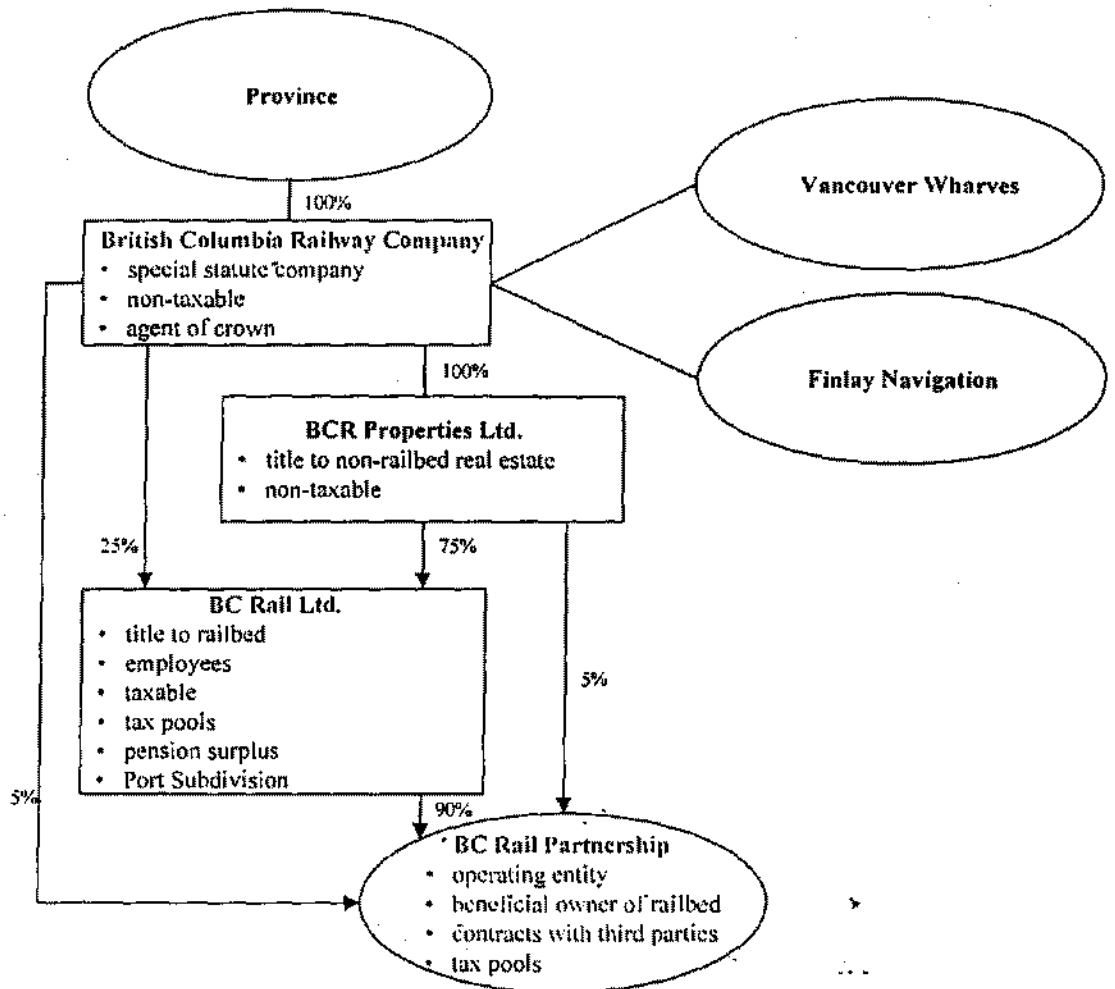 Province
100%
British Columbia Railway Company
• special statute company
• non-taxable
• agent of crown
Vancouver Wharves
Finlay Navigation
100%
BCR Properties Ltd.
• title to non-railbed real estate
• non-taxable
25%
75%
5%
BC Rail Ltd.
• title to railbed
• employees
• taxable
• tax pools
• pension surplus
• Port Subdivision
5%
90%
BC Rail Partnership
• operating entity
• beneficial owner of railbed
• contracts with third parties
• tax pools